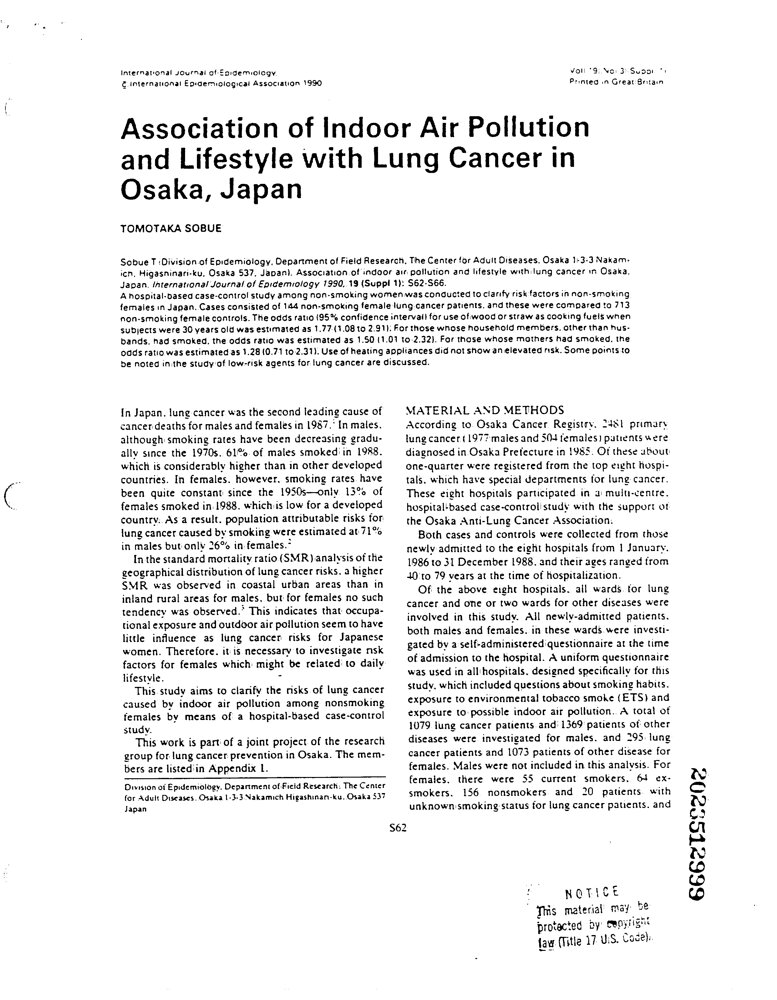 International Journal of Epidemiology
© International Epidemiological Association 1990
Vol. 19, No. 3 (Suppl. 1)
Printed in Great Britain
Association of Indoor Air Pollution
and Lifestyle with Lung Cancer in
Osaka, Japan
TOMOTAKA SOBUE
Sobue T (Division of Epidemiology, Department of Field Research, The Center for Adult Diseases, Osaka 1-3-3 Nakam-
ich, Higashinari-ku, Osaka 537, Japan). Association of indoor air pollution and lifestyle with lung cancer in Osaka,
Japan. International Journal of Epidemiology 1990, 19 (Suppl 1): S62-S66.
A hospital-based case-control study among non-smoking women was conducted to clarify risk factors in non-smoking
females in Japan. Cases consisted of 144 non-smoking female lung cancer patients, and these were compared to 713
non-smoking female controls. The odds ratio (95% confidence interval) for use of wood or straw as cooking fuels when
subjects were 30 years old was estimated as 1.77 (1.08 to 2.91). For those whose household members, other than hus-
bands, had smoked, the odds ratio was estimated as 1.50 (1.01 to 2.32). For those whose mothers had smoked, the
odds ratio was estimated as 1.28 (0.71 to 2.31). Use of heating appliances did not show an elevated risk. Some points to
be noted in the study of low-risk agents for lung cancer are discussed.
In Japan, lung cancer was the second leading cause of
cancer deaths for males and females in 1987.¹ In males,
although smoking rates have been decreasing gradu-
ally since the 1970s, 61% of males smoked in 1988,
which is considerably higher than in other developed
countries. In females, however, smoking rates have
been quite constant since the 1950s—only 13% of
females smoked in 1988, which is low for a developed
country. As a result, population attributable risks for
lung cancer caused by smoking were estimated at 71%
in males but only 26% in females.²
In the standard mortality ratio (SMR) analysis of the
geographical distribution of lung cancer risks, a higher
SMR was observed in coastal urban areas than in
inland rural areas for males, but for females no such
tendency was observed.³ This indicates that occupa-
tional exposure and outdoor air pollution seem to have
little influence as lung cancer risks for Japanese
women. Therefore, it is necessary to investigate risk
factors for females which might be related to daily
lifestyle.
This study aims to clarify the risks of lung cancer
caused by indoor air pollution among nonsmoking
females by means of a hospital-based case-control
study.
This work is part of a joint project of the research
group for lung cancer prevention in Osaka. The mem-
bers are listed in Appendix 1.
Division of Epidemiology, Department of Field Research, The Center
for Adult Diseases, Osaka 1-3-3 Nakamich Higashinari-ku, Osaka 537
Japan
MATERIAL AND METHODS
According to Osaka Cancer Registry, 2481 primary
lung cancer (1977 males and 504 females) patients were
diagnosed in Osaka Prefecture in 1985. Of these about
one-quarter were registered from the top eight hospi-
tals, which have special departments for lung cancer.
These eight hospitals participated in a multi-centre,
hospital-based case-control study with the support of
the Osaka Anti-Lung Cancer Association.
Both cases and controls were collected from those
newly admitted to the eight hospitals from 1 January,
1986 to 31 December 1988, and their ages ranged from
40 to 79 years at the time of hospitalization.
Of the above eight hospitals, all wards for lung
cancer and one or two wards for other diseases were
involved in this study. All newly-admitted patients,
both males and females, in these wards were investi-
gated by a self-administered questionnaire at the time
of admission to the hospital. A uniform questionnaire
was used in all hospitals, designed specifically for this
study, which included questions about smoking habits,
exposure to environmental tobacco smoke (ETS) and
exposure to possible indoor air pollution. A total of
1079 lung cancer patients and 1369 patients of other
diseases were investigated for males, and 295 lung
cancer patients and 1073 patients of other disease for
females. Males were not included in this analysis. For
females, there were 55 current smokers, 64 ex-
smokers, 156 nonsmokers and 20 patients with
unknown smoking status for lung cancer patients, and
S62
2023512999
NOTICE
This material may be
protected by copyright
law (Title 17 U.S. Code).